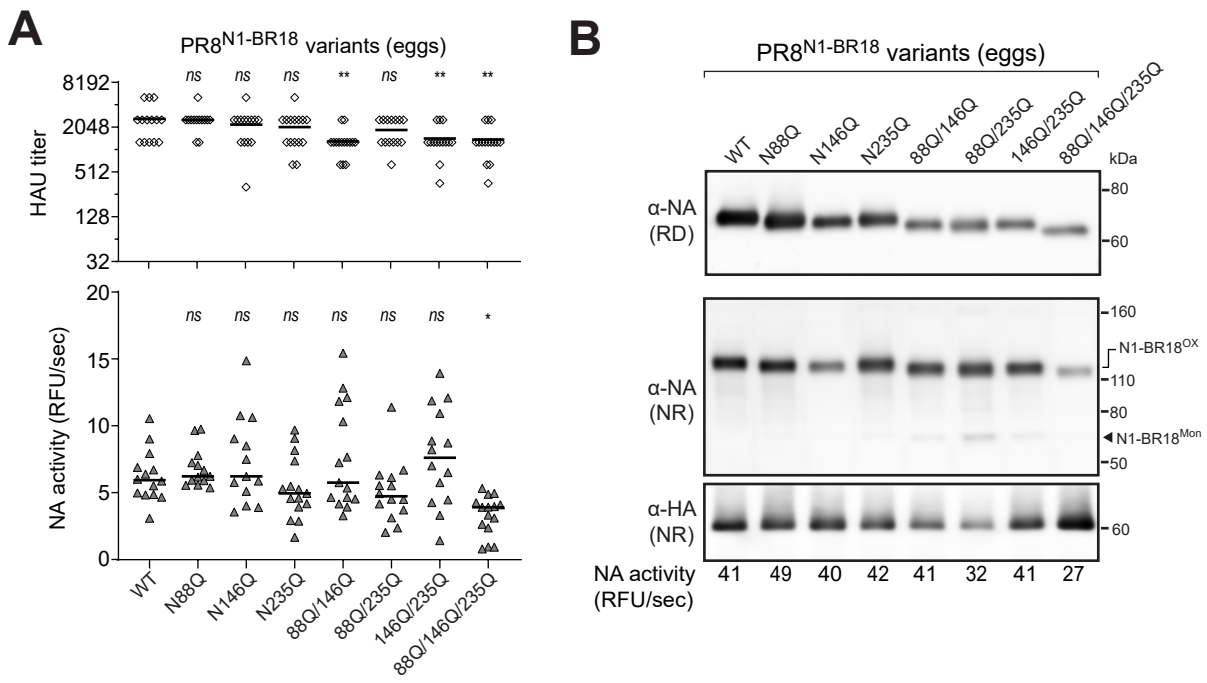 A
PR8N1-BR18 variants (eggs)
ns ns ns ** ns ** **
8192
2048
512
128
32
HAU titer
20
15
10
5
0
NA activity (RFU/sec)
ns ns ns ns ns ns *
WT
N88Q
N146Q
N235Q
88Q/146Q
88Q/235Q
146Q/235Q
88Q/146Q/235Q
B
PR8N1-BR18 variants (eggs)
WT
N88Q
N146Q
N235Q
88Q/146Q
88Q/235Q
146Q/235Q
88Q/146Q/235Q
kDa
α-NA
(RD)
80
60
α-NA
(NR)
160
N1-BR18OX
110
80
N1-BR18Mon
50
α-HA
(NR)
60
NA activity
(RFU/sec)
41 49 40 42 41 32 41 27